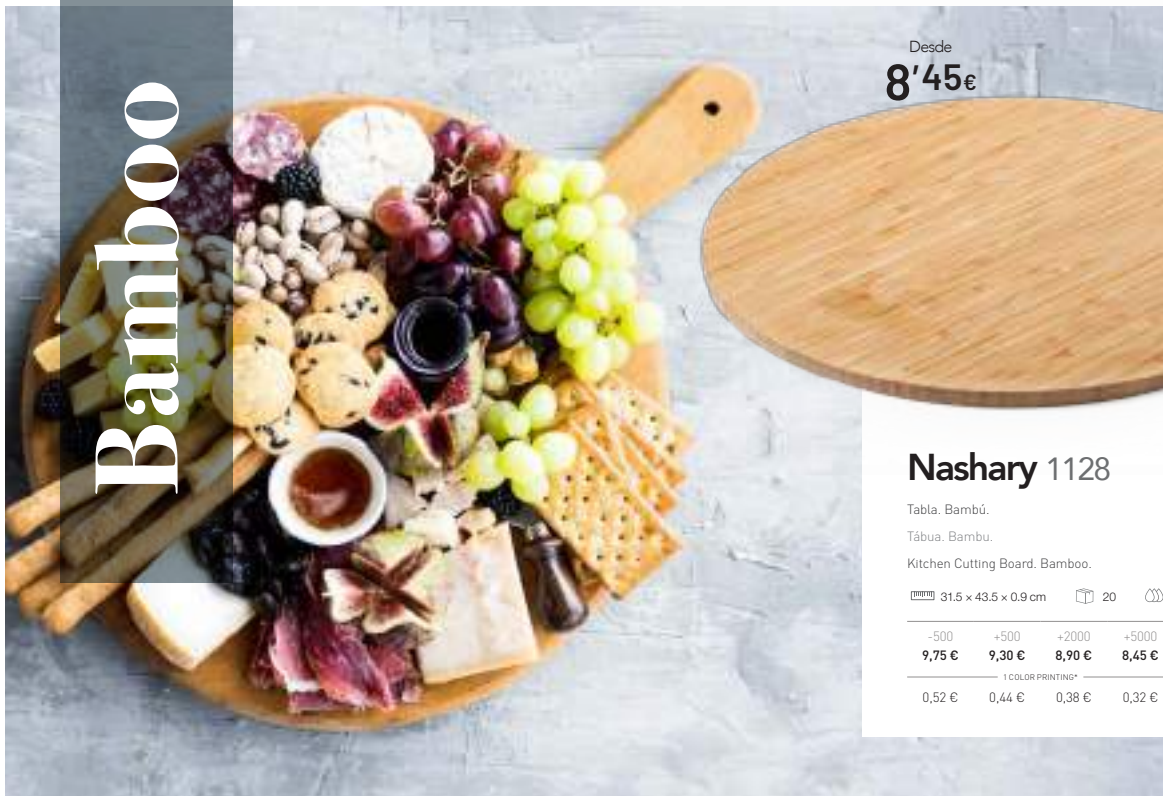 Bamboo
Desde
8'45€
Nashary 1128
Tabla. Bambú.
Tábua. Bambu.
Kitchen Cutting Board. Bamboo.
31.5 x 43.5 x 0.9 cm 20
-500 +500 +2000 +5000
9,75 € 9,30 € 8,90 € 8,45 €
1 COLOR PRINTING*
0,52 € 0,44 € 0,38 € 0,32 €